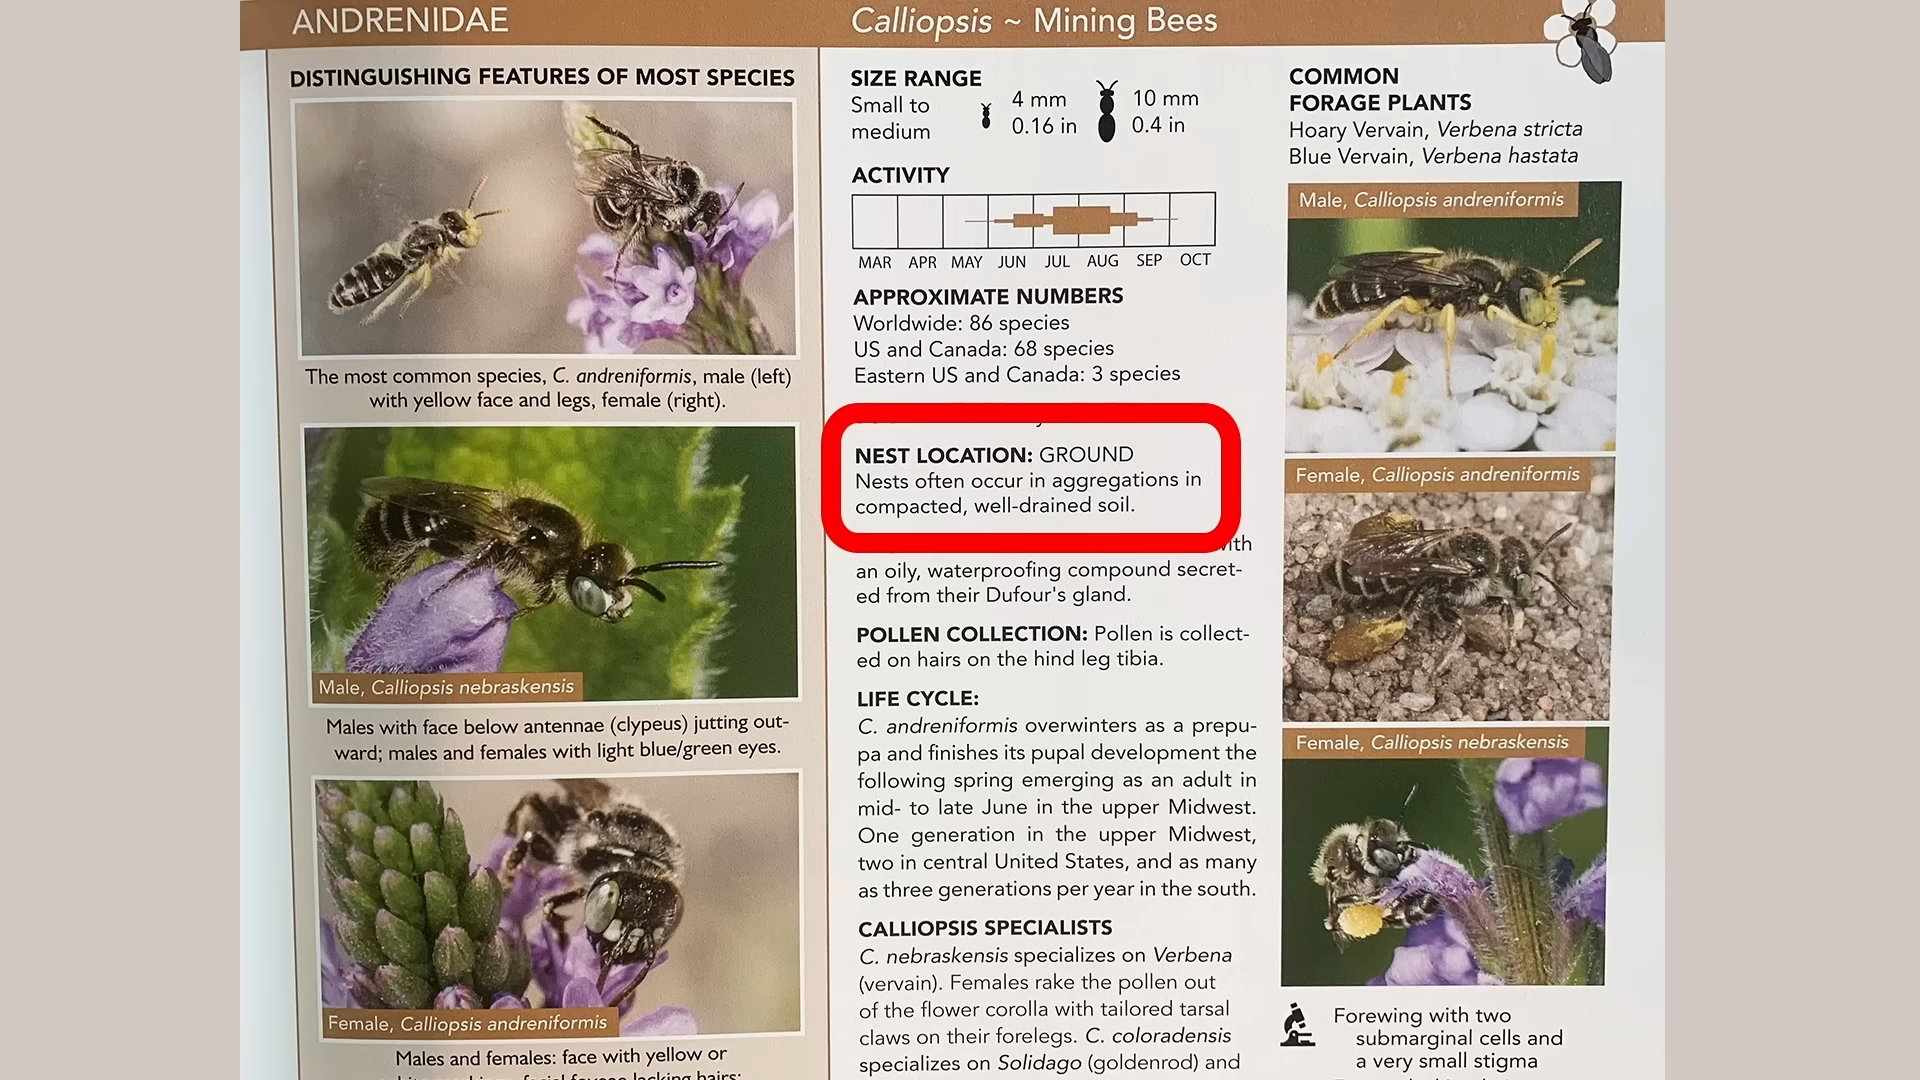 ANDRENIDAE
Calliopsis ~ Mining Bees
DISTINGUISHING FEATURES OF MOST SPECIES
The most common species, C. andreniformis, male (left)
with yellow face and legs, female (right).
Male, Calliopsis nebraskensis
Males with face below antennae (clypeus) jutting out-
ward; males and females with light blue/green eyes.
Female, Calliopsis andreniformis
Males and females: face with yellow or
lacking hairs;
SIZE RANGE
Small to
medium
4 mm
0.16 in
10 mm
0.4 in
ACTIVITY
MAR APR MAY JUN JUL AUG SEP OCT
APPROXIMATE NUMBERS
Worldwide: 86 species
US and Canada: 68 species
Eastern US and Canada: 3 species
NEST LOCATION: GROUND
Nests often occur in aggregations in
compacted, well-drained soil.
with
an oily, waterproofing compound secret-
ed from their Dufour's gland.
POLLEN COLLECTION: Pollen is collect-
ed on hairs on the hind leg tibia.
LIFE CYCLE:
C. andreniformis overwinters as a prepu-
pa and finishes its pupal development the
following spring emerging as an adult in
mid- to late June in the upper Midwest.
One generation in the upper Midwest,
two in central United States, and as many
as three generations per year in the south.
CALLIOPSIS SPECIALISTS
C. nebraskensis specializes on Verbena
(vervain). Females rake the pollen out
of the flower corolla with tailored tarsal
claws on their forelegs. C. coloradensis
specializes on Solidago (goldenrod) and
COMMON
FORAGE PLANTS
Hoary Vervain, Verbena stricta
Blue Vervain, Verbena hastata
Male, Calliopsis andreniformis
Female, Calliopsis andreniformis
Female, Calliopsis nebraskensis
Forewing with two
submarginal cells and
a very small stigma